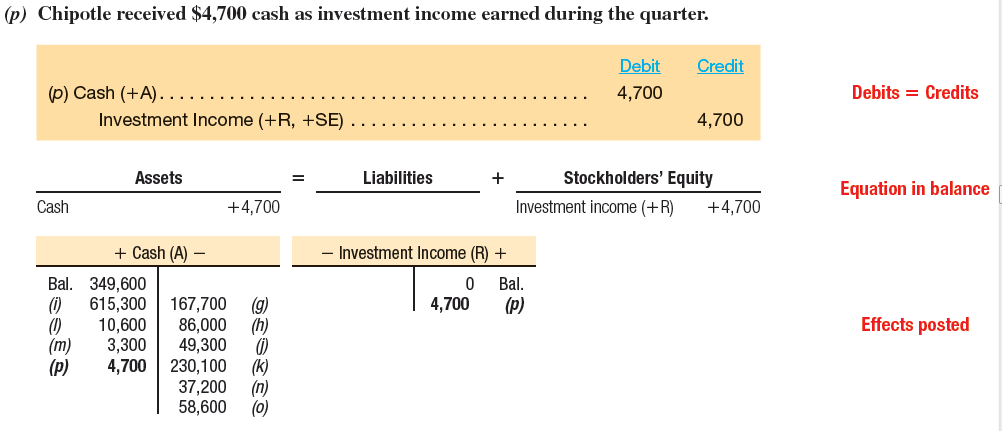 (p) Chipotle received $4,700 cash as investment income earned during the quarter.
Debit Credit
(p) Cash (+A). . . . . . . . . . . . . . . . . . . . . . . . . . . . . . . . . . . . . . . . . . . . 4,700
Debits = Credits
Investment Income (+R, +SE) . . . . . . . . . . . . . . . . . . . . . . . . . 4,700
Assets = Liabilities + Stockholders' Equity
Equation in balance
Cash +4,700 Investment income (+R) +4,700
+ Cash (A) − − Investment Income (R) +
Bal. 349,600 0 Bal.
(i) 615,300 167,700 (g) 4,700 (p)
(l) 10,600 86,000 (h)
Effects posted
(m) 3,300 49,300 (j)
(p) 4,700 230,100 (k)
37,200 (n)
58,600 (o)